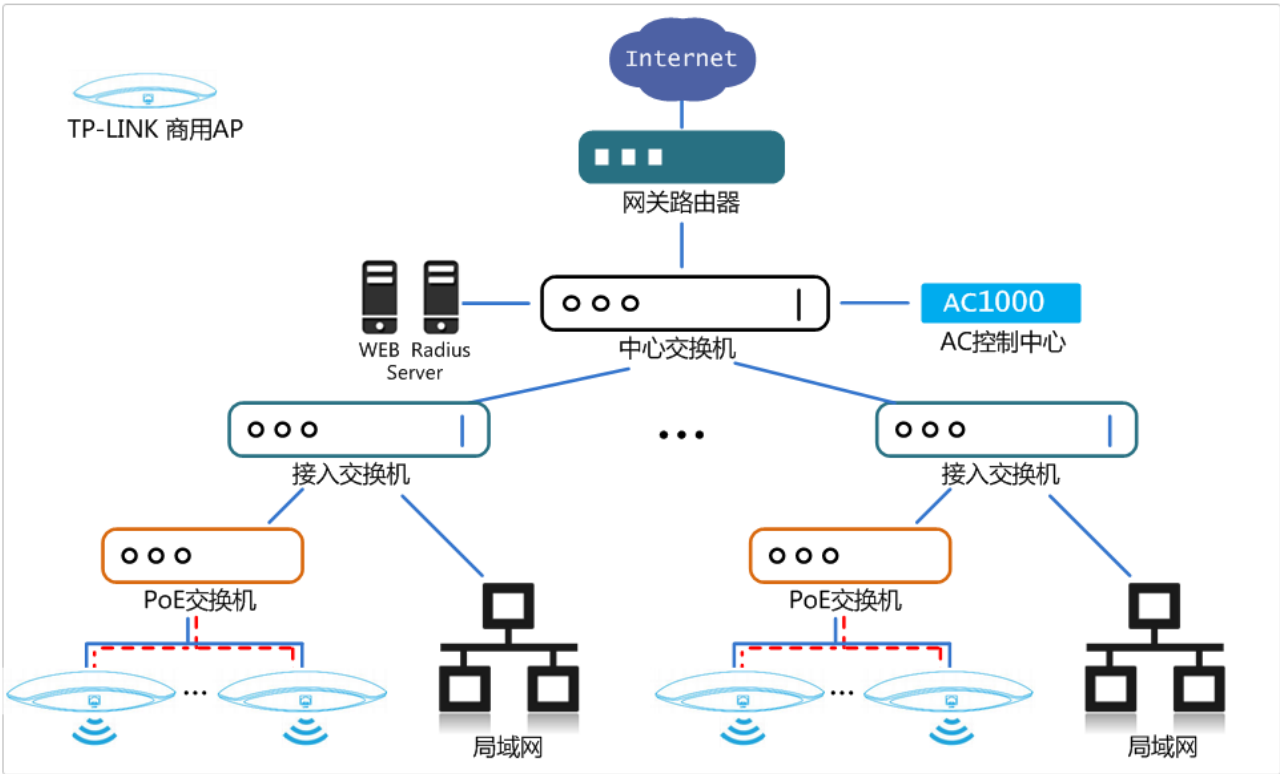 Internet
TP-LINK 商用AP
网关路由器
AC1000
WEB Radius
Server
中心交换机
AC控制中心
接入交换机
接入交换机
PoE交换机
PoE交换机
局域网
局域网